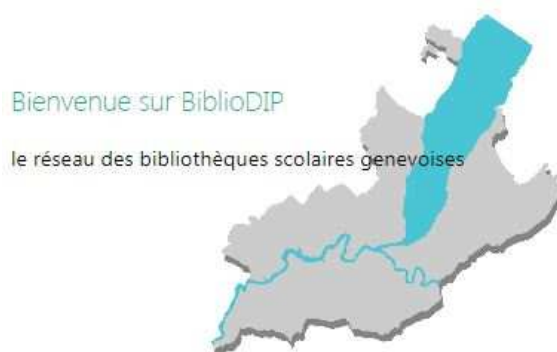 Bienvenue sur BiblioDIP
le réseau des bibliothèques scolaires genevoises